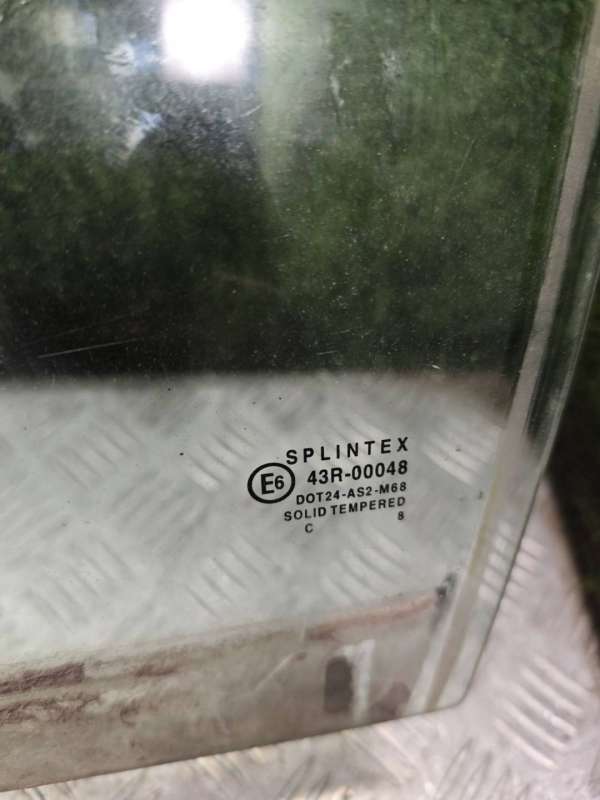 SPLINTEX
E6 43R-00048
DOT24-AS2-M68
SOLID TEMPERED
C 8